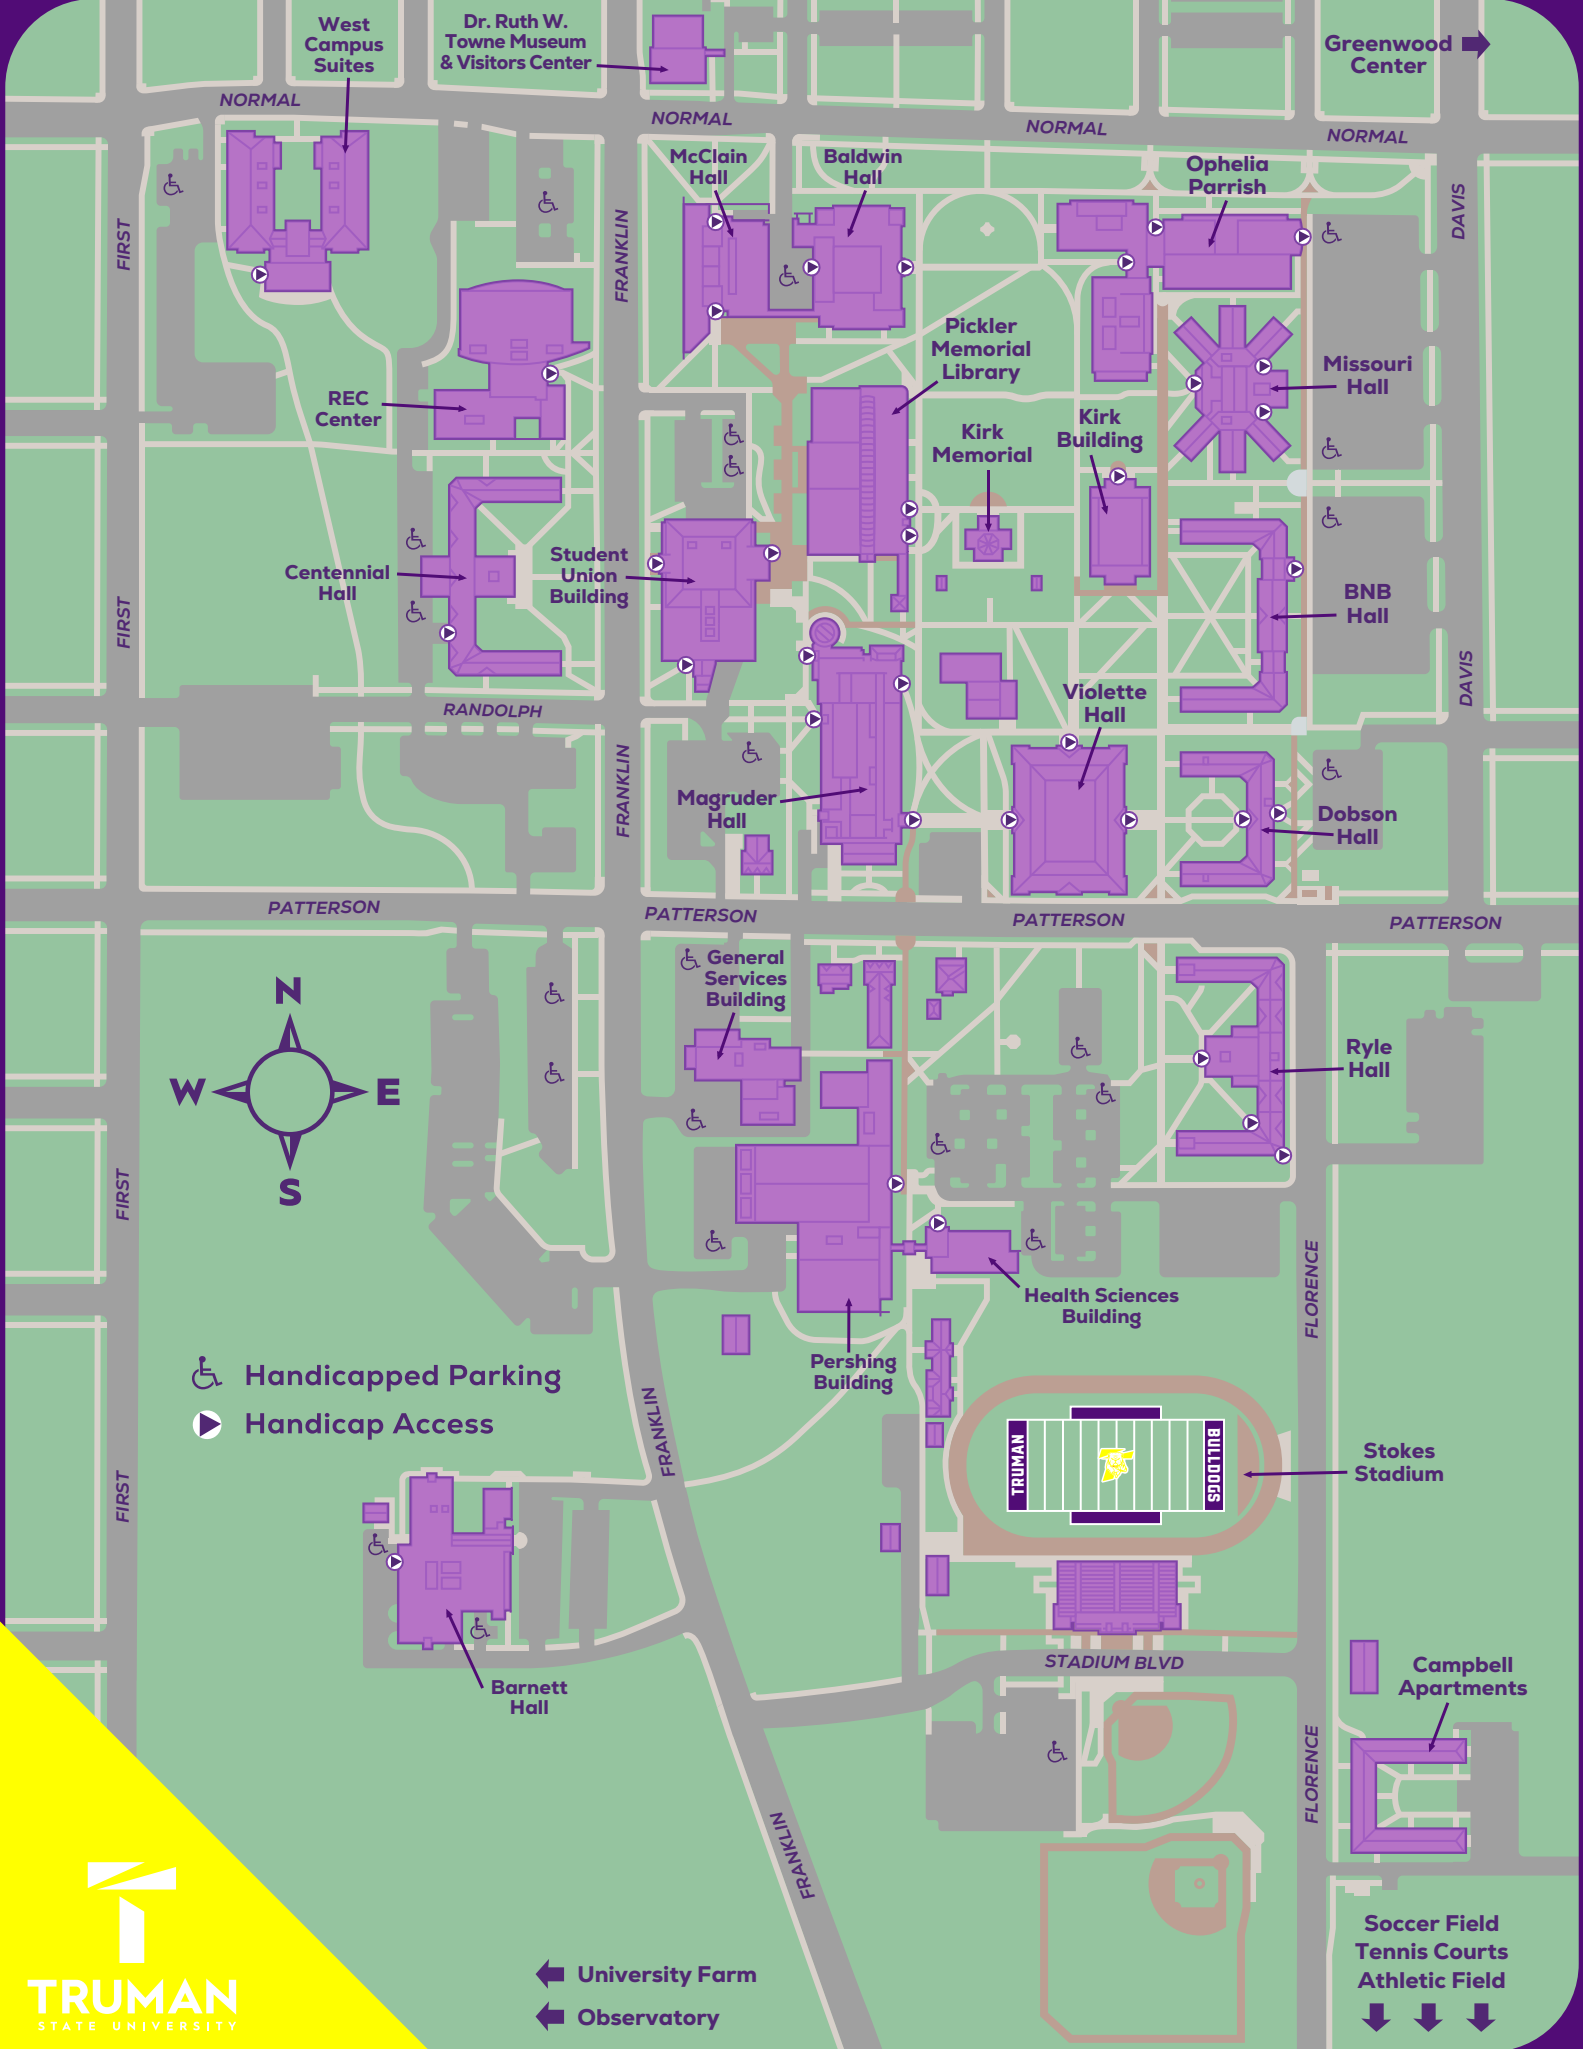 West
Campus
Suites
Dr. Ruth W.
Towne Museum
& Visitors Center
Greenwood
Center
NORMAL
NORMAL
NORMAL
NORMAL
McClain
Hall
Baldwin
Hall
Ophelia
Parrish
FIRST
FRANKLIN
DAVIS
Pickler
Memorial
Library
Missouri
Hall
REC
Center
Kirk
Memorial
Kirk
Building
Centennial
Hall
Student
Union
Building
BNB
Hall
FIRST
DAVIS
RANDOLPH
Violette
Hall
FRANKLIN
Magruder
Hall
Dobson
Hall
PATTERSON
PATTERSON
PATTERSON
PATTERSON
General
Services
Building
N
W
E
S
Ryle
Hall
FIRST
FLORENCE
Health Sciences
Building
Pershing
Building
Handicapped Parking
Handicap Access
FRANKLIN
TRUMAN
BULLDOGS
Stokes
Stadium
FIRST
Barnett
Hall
STADIUM BLVD
Campbell
Apartments
FLORENCE
FRANKLIN
TRUMAN
STATE UNIVERSITY
University Farm
Observatory
Soccer Field
Tennis Courts
Athletic Field